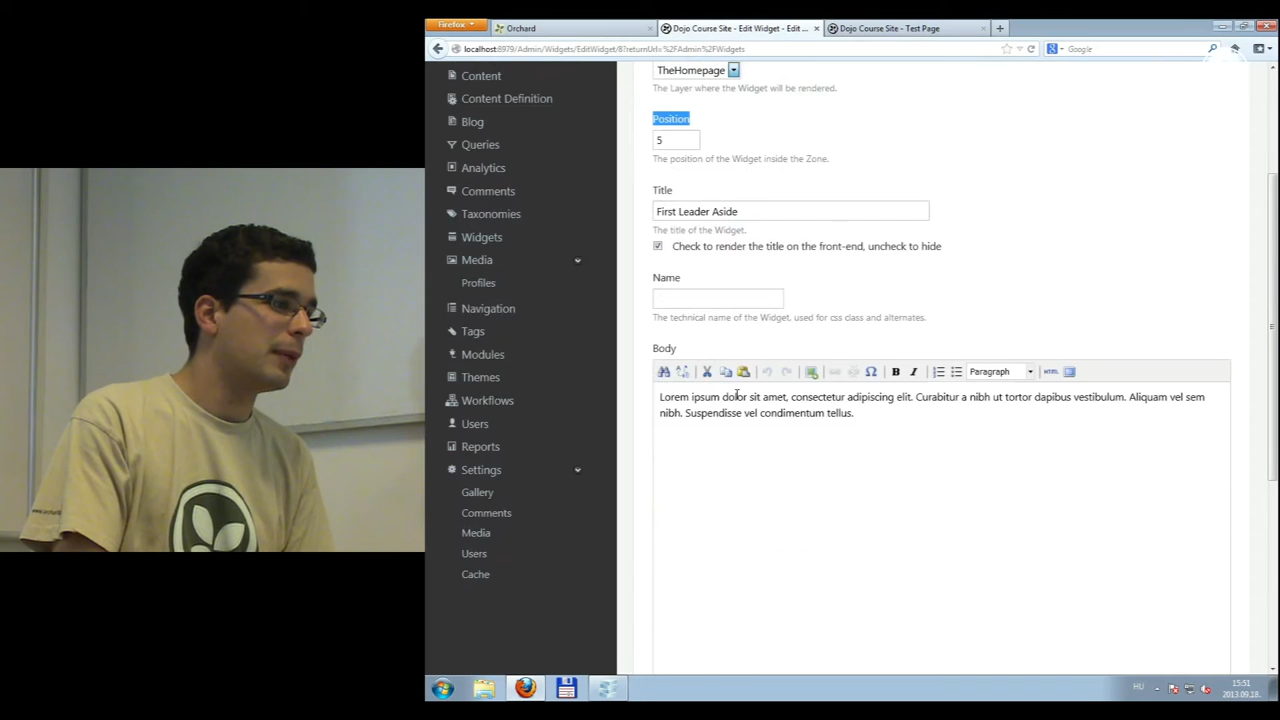 Firefox
Orchard
Dojo Course Site - Edit Widget - Edit ...
Dojo Course Site - Test Page
localhost:8979/Admin/Widgets/EditWidget/8?returnUrl=%2FAdmin%2FWidgets
Google
Content
Content Definition
Blog
Queries
Analytics
Comments
Taxonomies
Widgets
Media
Profiles
Navigation
Tags
Modules
Themes
Workflows
Users
Reports
Settings
Gallery
Comments
Media
Users
Cache
TheHomepage
The Layer where the Widget will be rendered.
Position
5
The position of the Widget inside the Zone.
Title
First Leader Aside
The title of the Widget.
Check to render the title on the front-end, uncheck to hide
Name
The technical name of the Widget, used for css class and alternates.
Body
Paragraph
HTML
Lorem ipsum dolor sit amet, consectetur adipiscing elit. Curabitur a nibh ut tortor dapibus vestibulum. Aliquam vel sem
nibh. Suspendisse vel condimentum tellus.
HU
15:51
2013.09.18.